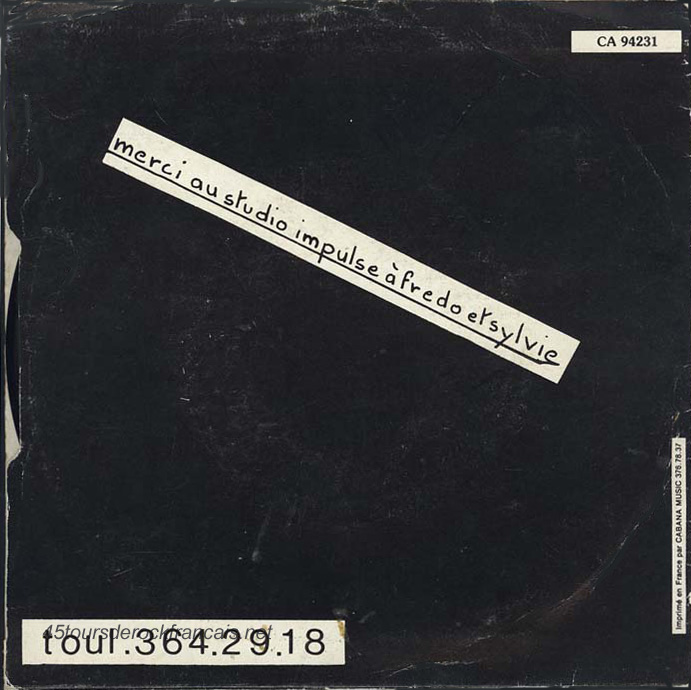 CA 94231
merci au studio impulse à fredo et sylvie
Imprimé en France par CABANA MUSIC 376.78.37
45toursderockfrancais.net
toul.364.29.18